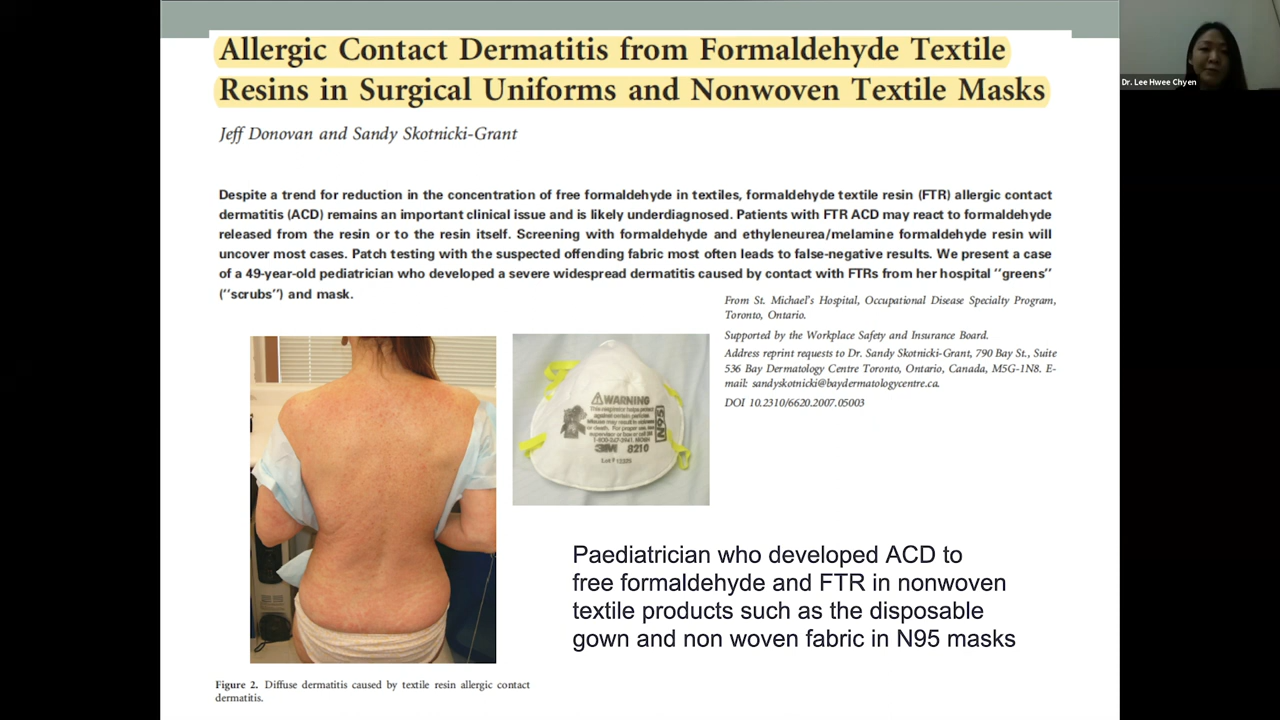 Allergic Contact Dermatitis from Formaldehyde Textile
Resins in Surgical Uniforms and Nonwoven Textile Masks
Dr. Lee Hwee Chyen
Jeff Donovan and Sandy Skotnicki-Grant
Despite a trend for reduction in the concentration of free formaldehyde in textiles, formaldehyde textile resin (FTR) allergic contact
dermatitis (ACD) remains an important clinical issue and is likely underdiagnosed. Patients with FTR ACD may react to formaldehyde
released from the resin or to the resin itself. Screening with formaldehyde and ethyleneurea/melamine formaldehyde resin will
uncover most cases. Patch testing with the suspected offending fabric most often leads to false-negative results. We present a case
of a 49-year-old pediatrician who developed a severe widespread dermatitis caused by contact with FTRs from her hospital ''greens''
(''scrubs'') and mask.
From St. Michael's Hospital, Occupational Disease Specialty Program,
Toronto, Ontario.
Supported by the Workplace Safety and Insurance Board.
Address reprint requests to Dr. Sandy Skotnicki-Grant, 790 Bay St., Suite
536 Bay Dermatology Centre Toronto, Ontario, Canada, M5G-1N8. E-
mail: sandyskotnicki@baydermatologycentre.ca.
DOI 10.2310/6620.2007.05003
WARNING
This respirator helps protect
against certain particles
N95
3M 8210
Paediatrician who developed ACD to
free formaldehyde and FTR in nonwoven
textile products such as the disposable
gown and non woven fabric in N95 masks
Figure 2. Diffuse dermatitis caused by textile resin allergic contact
dermatitis.